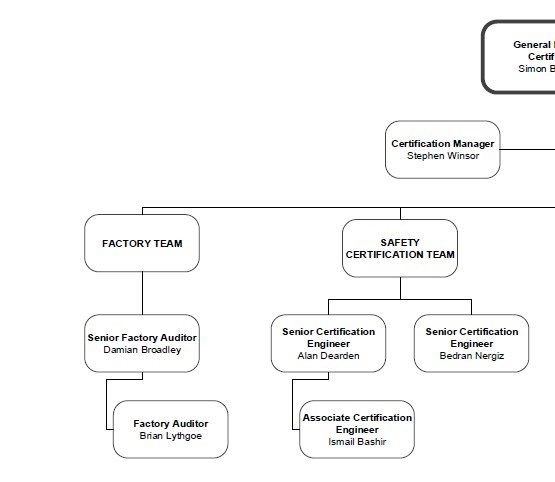 General
Certif
Simon B
Certification Manager
Stephen Winsor
FACTORY TEAM
SAFETY
CERTIFICATION TEAM
Senior Factory Auditor
Damian Broadley
Senior Certification
Engineer
Alan Dearden
Senior Certification
Engineer
Bedran Nergiz
Factory Auditor
Brian Lythgoe
Associate Certification
Engineer
Ismail Bashir